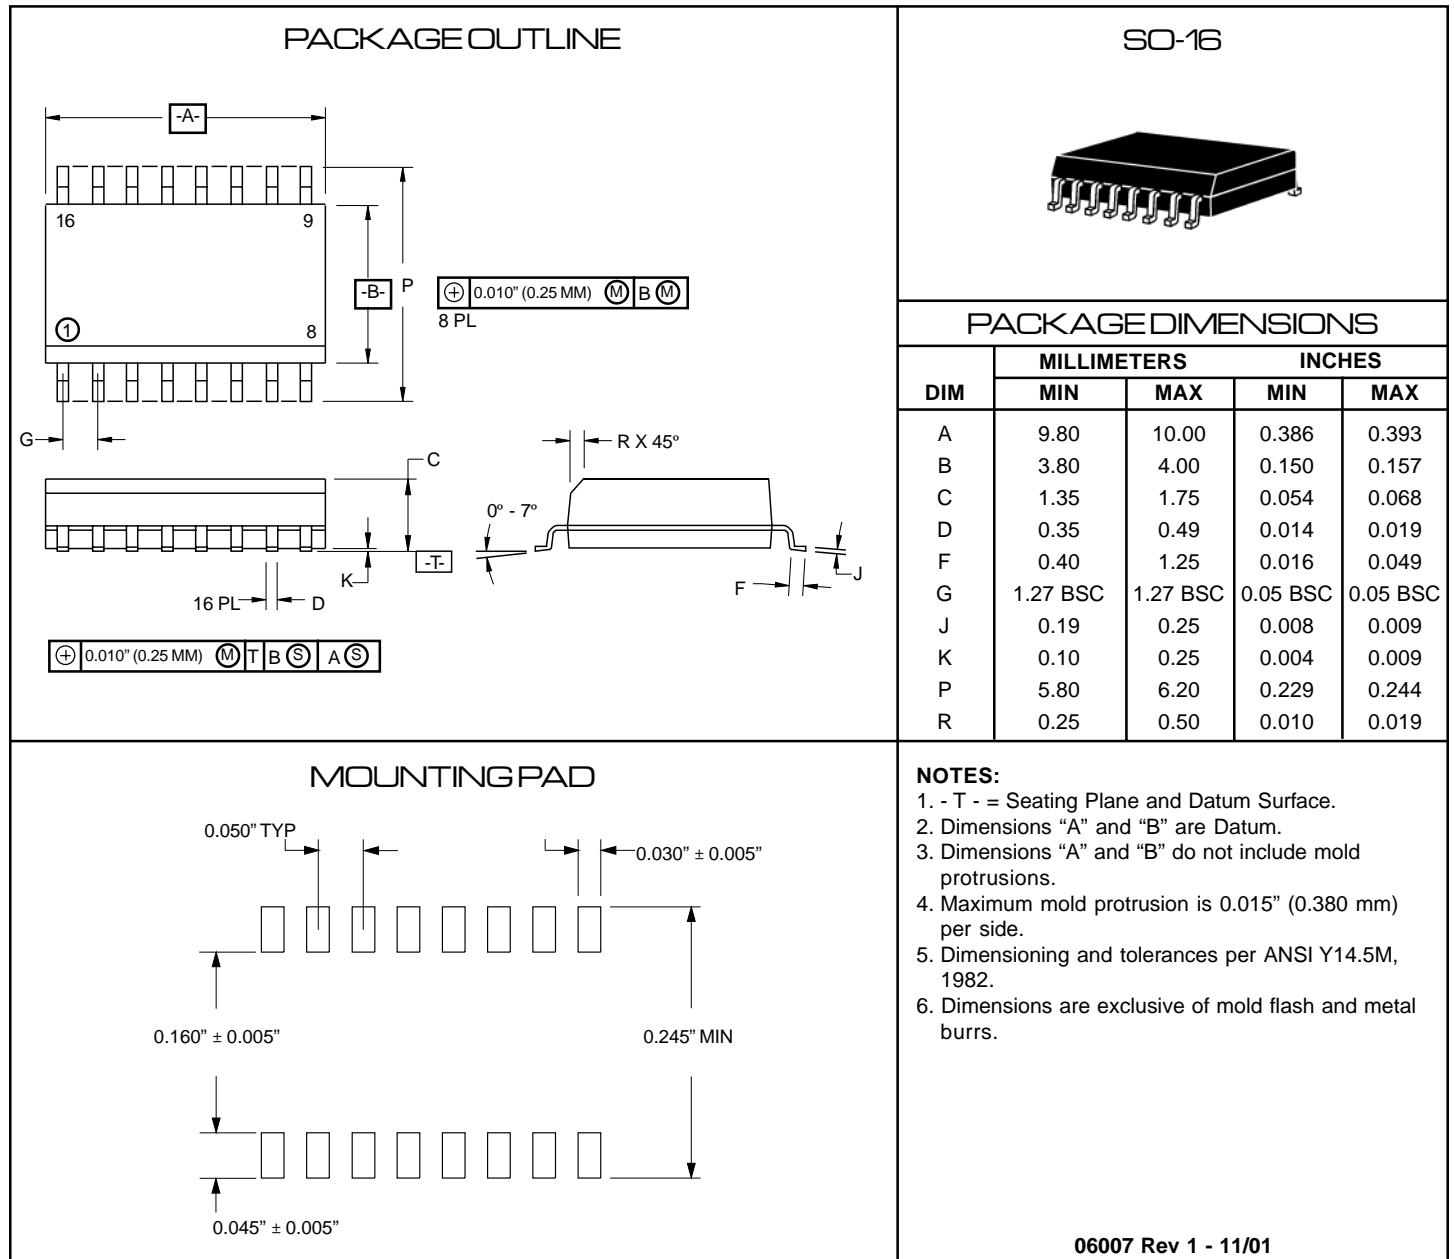 PACKAGE OUTLINE
-A-
16
9
-B-
P
⌖ 0.010” (0.25 MM) Ⓜ B Ⓜ
8 PL
①
8
G
C
R X 45º
0º - 7º
-T-
K
J
F
16 PL
D
⌖ 0.010” (0.25 MM) Ⓜ T B Ⓢ A Ⓢ
SO-16
PACKAGE DIMENSIONS
MILLIMETERS INCHES
DIM MIN MAX MIN MAX
A 9.80 10.00 0.386 0.393
B 3.80 4.00 0.150 0.157
C 1.35 1.75 0.054 0.068
D 0.35 0.49 0.014 0.019
F 0.40 1.25 0.016 0.049
G 1.27 BSC 1.27 BSC 0.05 BSC 0.05 BSC
J 0.19 0.25 0.008 0.009
K 0.10 0.25 0.004 0.009
P 5.80 6.20 0.229 0.244
R 0.25 0.50 0.010 0.019
MOUNTING PAD
0.050” TYP
0.030” ± 0.005”
0.160” ± 0.005”
0.245” MIN
0.045” ± 0.005”
NOTES:
1. - T - = Seating Plane and Datum Surface.
2. Dimensions “A” and “B” are Datum.
3. Dimensions “A” and “B” do not include mold
protrusions.
4. Maximum mold protrusion is 0.015” (0.380 mm)
per side.
5. Dimensioning and tolerances per ANSI Y14.5M,
1982.
6. Dimensions are exclusive of mold flash and metal
burrs.
06007 Rev 1 - 11/01